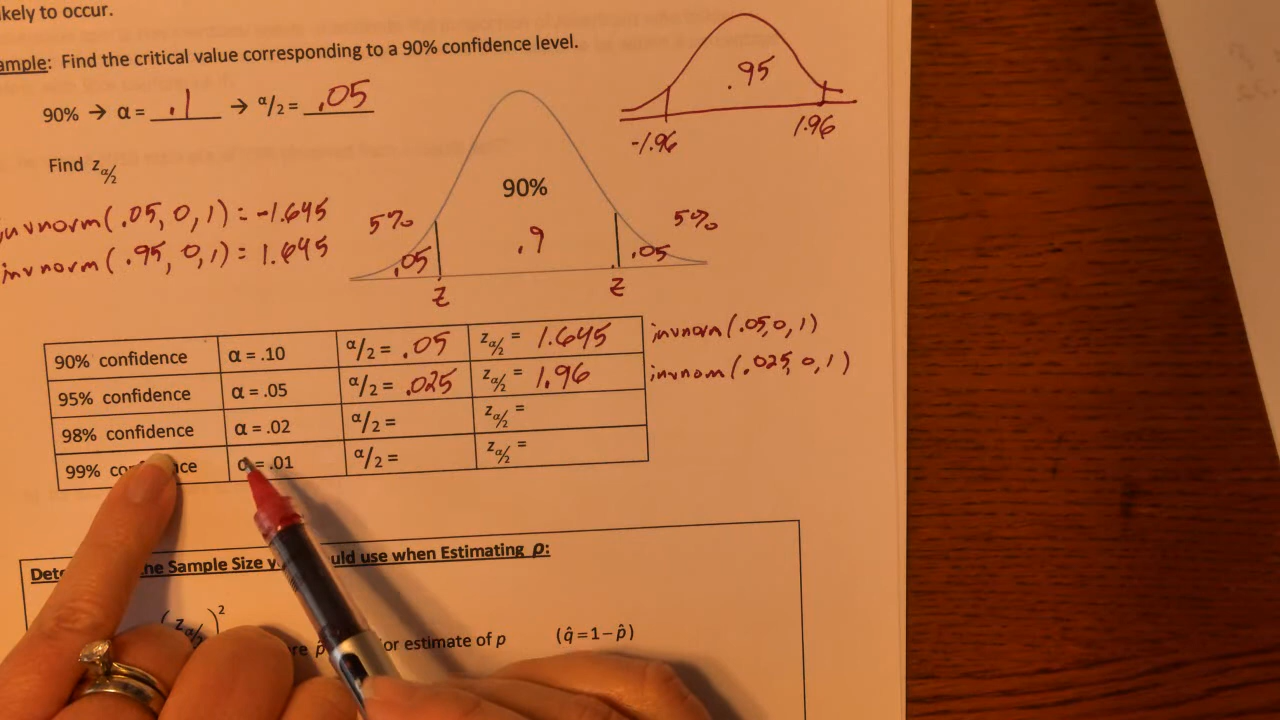 kely to occur.
ample: Find the critical value corresponding to a 90% confidence level.
90% → α = .1 → α/2 = .05
Find zα/2
invnorm(.05, 0, 1) = -1.645
invnorm(.95, 0, 1) = 1.645
.95
-1.96 1.96
90%
5% 5%
.05 .9 .05
z z
90% confidence α = .10 α/2 = .05 zα/2 = 1.645 invnorm(.05, 0, 1)
95% confidence α = .05 α/2 = .025 zα/2 = 1.96 invnom(.025, 0, 1)
98% confidence α = .02 α/2 = zα/2 =
99% α = .01 α/2 = zα/2 =
he Sample Size uld use when Estimating ρ:
(zα/2)²
or estimate of p (q̂ = 1 − p̂)